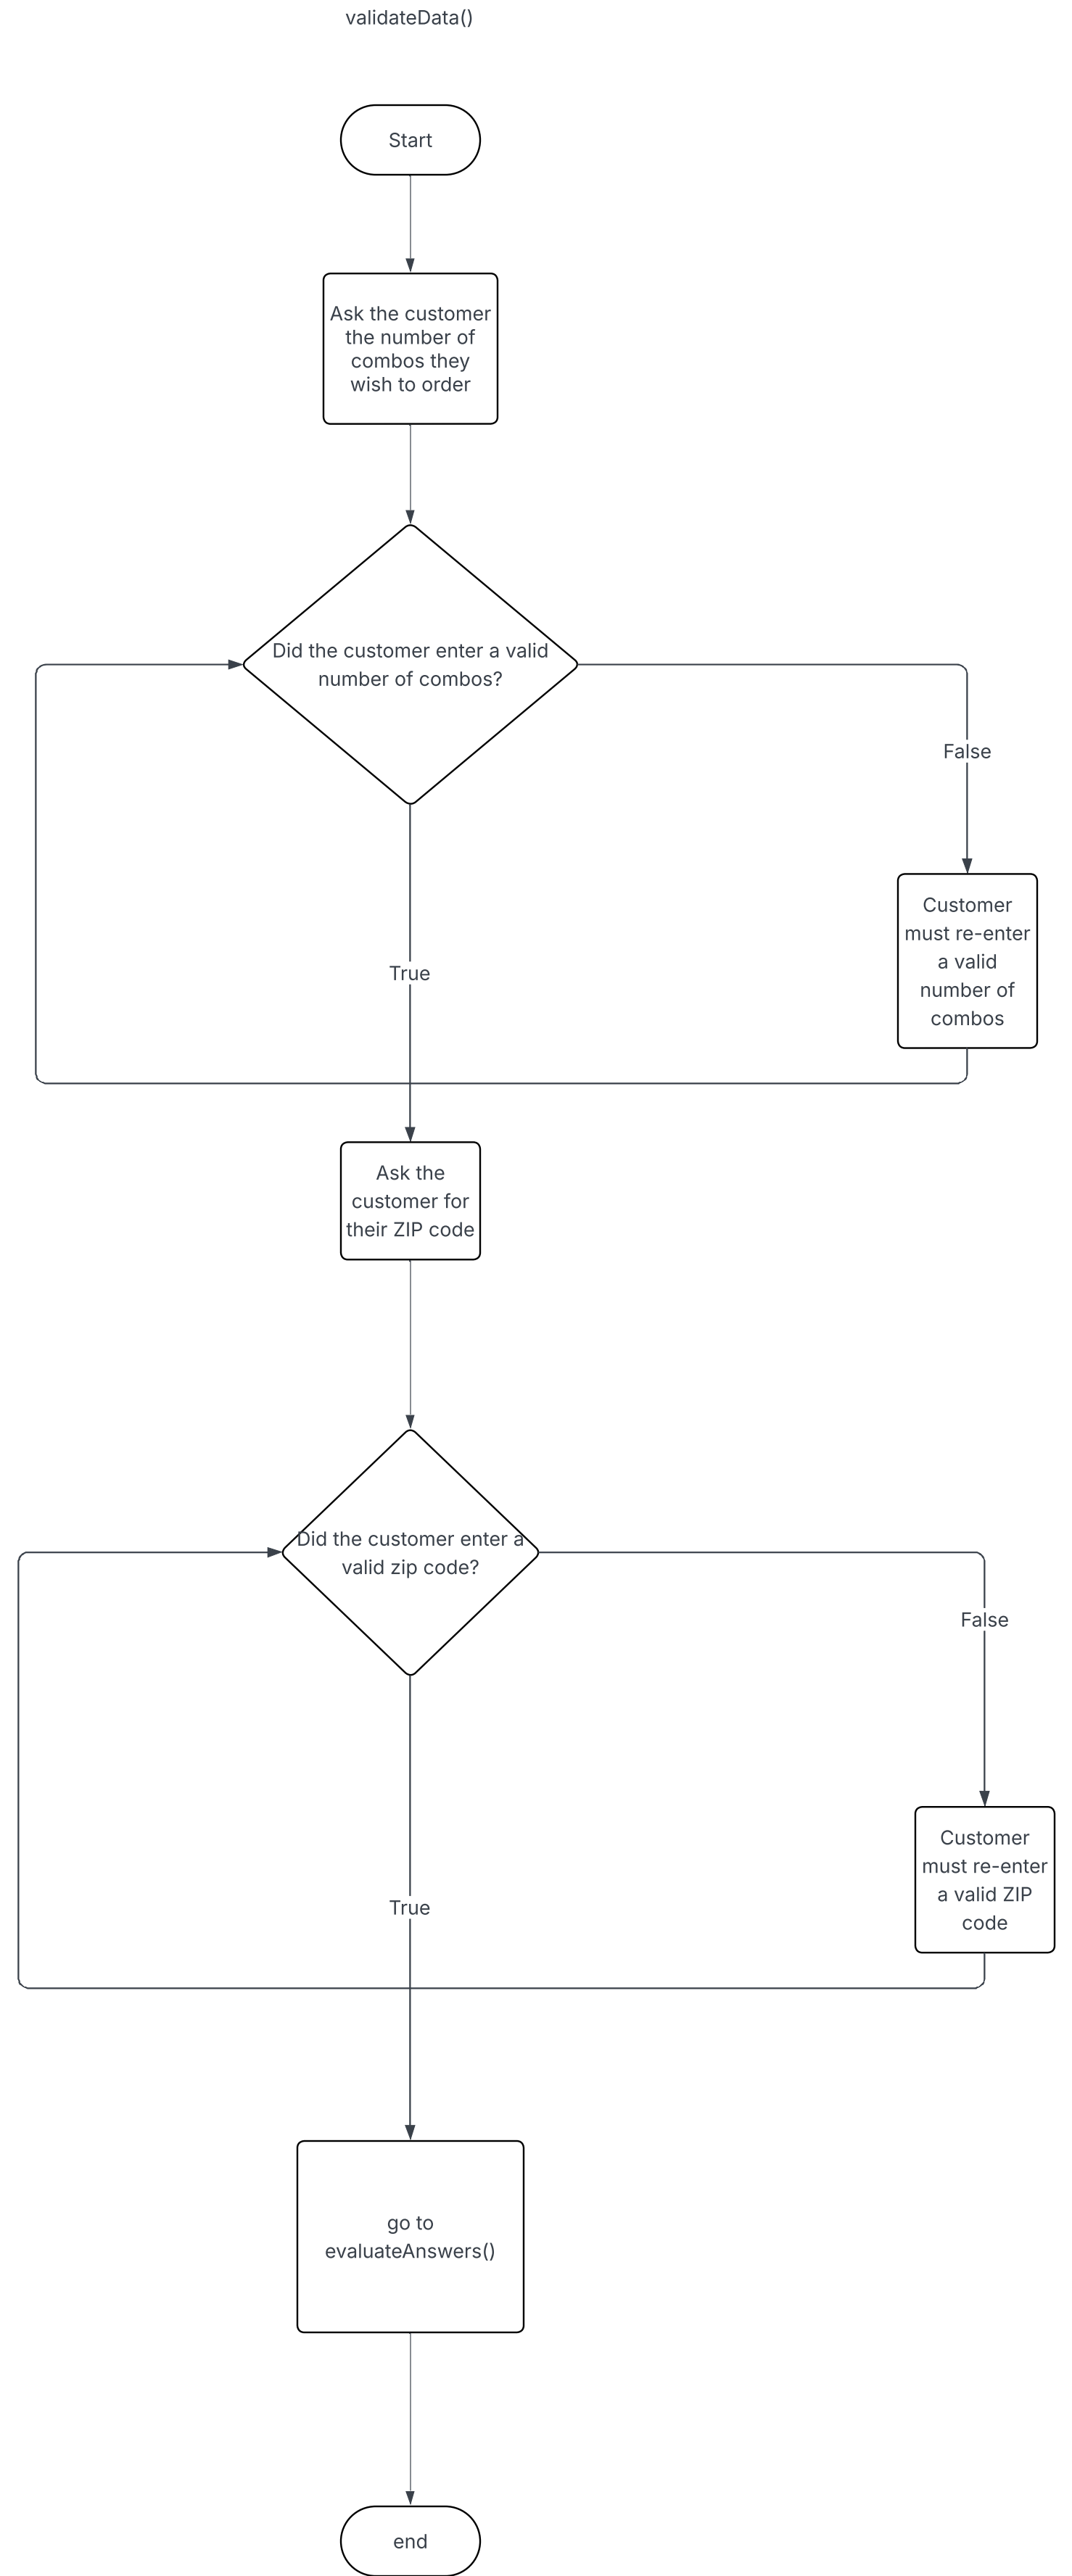 validateData()
Start
Ask the customer
the number of
combos they
wish to order
Did the customer enter a valid
number of combos?
False
Customer
must re-enter
a valid
number of
combos
True
Ask the
customer for
their ZIP code
Did the customer enter a
valid zip code?
False
Customer
must re-enter
a valid ZIP
code
True
go to
evaluateAnswers()
end